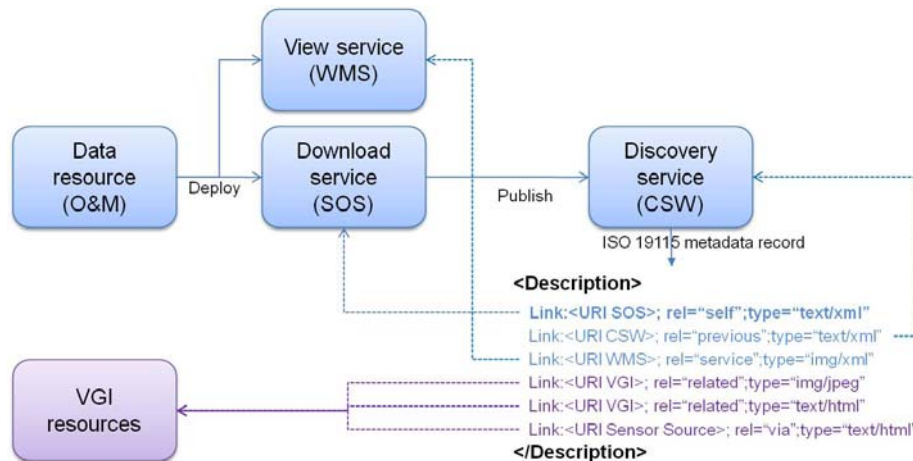 View service
(WMS)
Data
resource
(O&M)
Deploy
Download
service
(SOS)
Publish
Discovery
service
(CSW)
ISO 19115 metadata record
<Description>
Link:<URI SOS>; rel=“self”;type=“text/xml”
Link:<URI CSW>; rel=“previous”;type=“text/xml”
Link:<URI WMS>; rel=“service”;type=“img/xml”
Link:<URI VGI>; rel=“related”;type=“img/jpeg”
Link:<URI VGI>; rel=“related”;type=“text/html”
Link:<URI Sensor Source>; rel=“via”;type=“text/html”
</Description>
VGI
resources